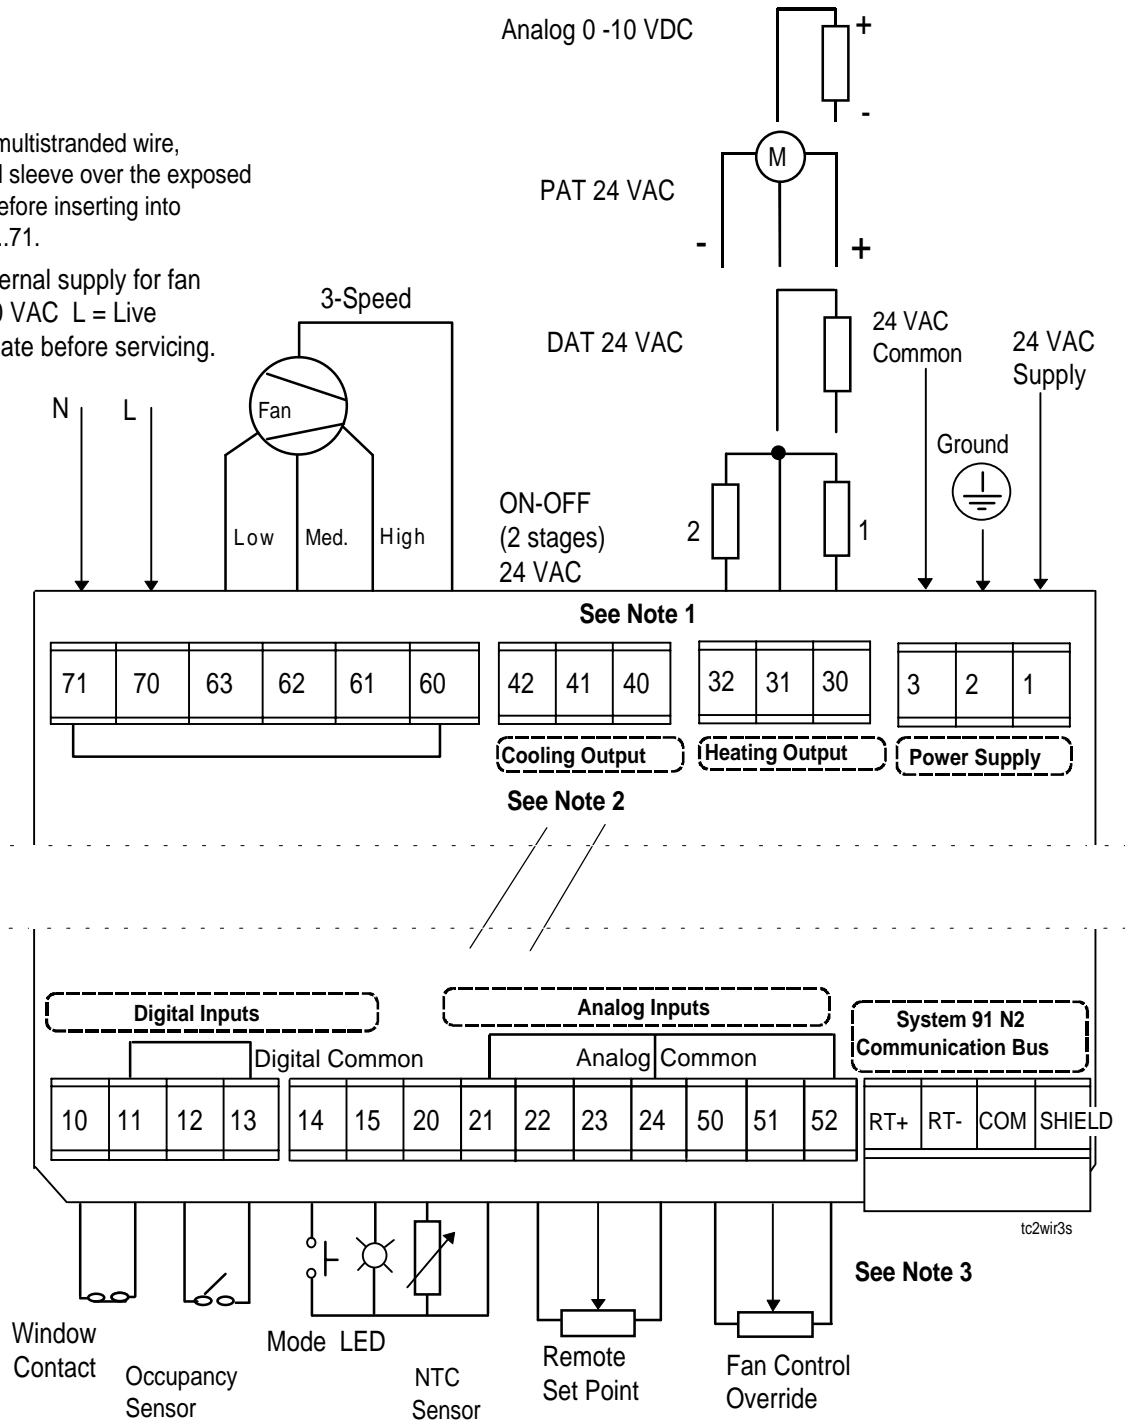 Analog 0 -10 VDC
+
-
multistranded wire,
sleeve over the exposed
before inserting into
..71.
M
PAT 24 VAC
-
+
ernal supply for fan
VAC L = Live
ate before servicing.
3-Speed
DAT 24 VAC
24 VAC
Common
24 VAC
Supply
N
L
Fan
Ground
Low
Med.
High
ON-OFF
(2 stages)
24 VAC
2
1
See Note 1
71 70 63 62 61 60
42 41 40
32 31 30
3 2 1
Cooling Output
Heating Output
Power Supply
See Note 2
Digital Inputs
Analog Inputs
System 91 N2
Communication Bus
Digital Common
Analog Common
10 11 12 13
14 15 20 21 22 23 24 50 51 52
RT+ RT- COM SHIELD
tc2wir3s
See Note 3
Window
Contact
Occupancy
Sensor
Mode LED
NTC
Sensor
Remote
Set Point
Fan Control
Override